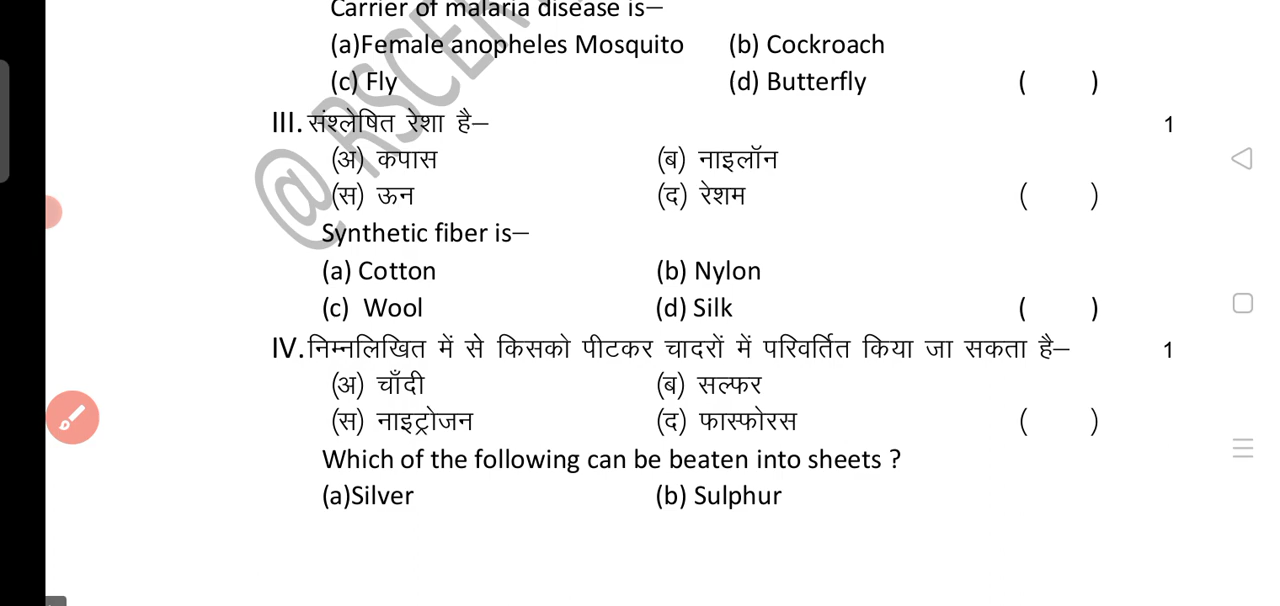 Carrier of malaria disease is–
(a)Female anopheles Mosquito (b) Cockroach
(c) Fly (d) Butterfly ( )
III. संश्लेषित रेशा है– 1
(अ) कपास (ब) नाइलॉन
(स) ऊन (द) रेशम ( )
Synthetic fiber is–
(a) Cotton (b) Nylon
(c) Wool (d) Silk ( )
IV. निम्नलिखित में से किसको पीटकर चादरों में परिवर्तित किया जा सकता है– 1
(अ) चाँदी (ब) सल्फर
(स) नाइट्रोजन (द) फास्फोरस ( )
Which of the following can be beaten into sheets ?
(a)Silver (b) Sulphur